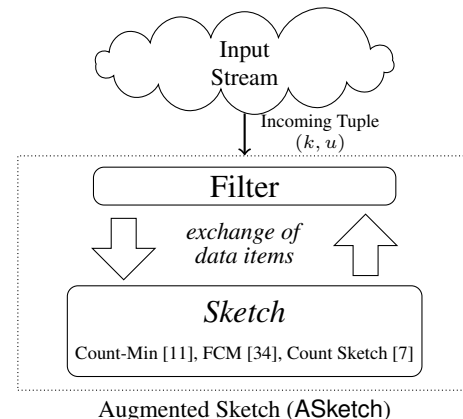 Input
Stream
Incoming Tuple
(k, u)
Filter
exchange of
data items
Sketch
Count-Min [11], FCM [34], Count Sketch [7]
Augmented Sketch (ASketch)